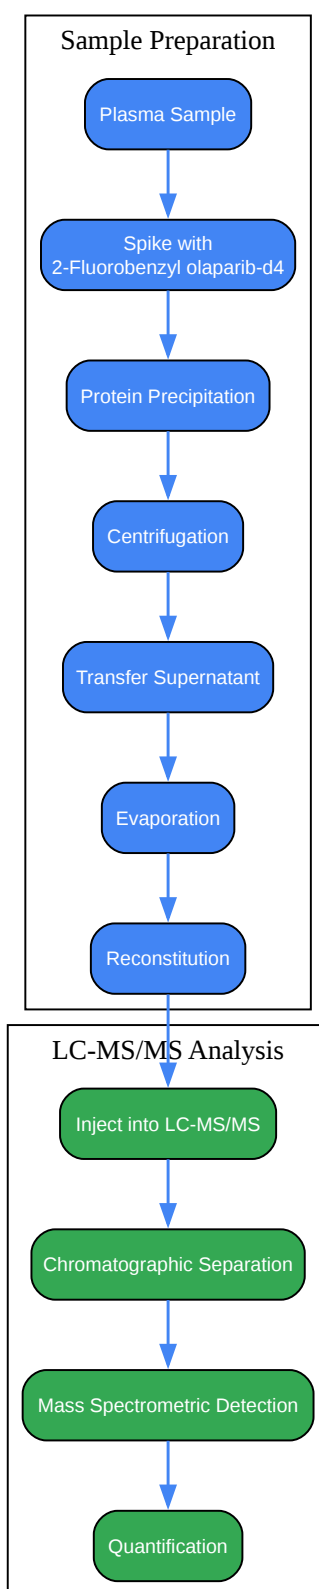 Sample Preparation
Plasma Sample
Spike with
2-Fluorobenzyl olaparib-d4
Protein Precipitation
Centrifugation
Transfer Supernatant
Evaporation
Reconstitution
LC-MS/MS Analysis
Inject into LC-MS/MS
Chromatographic Separation
Mass Spectrometric Detection
Quantification